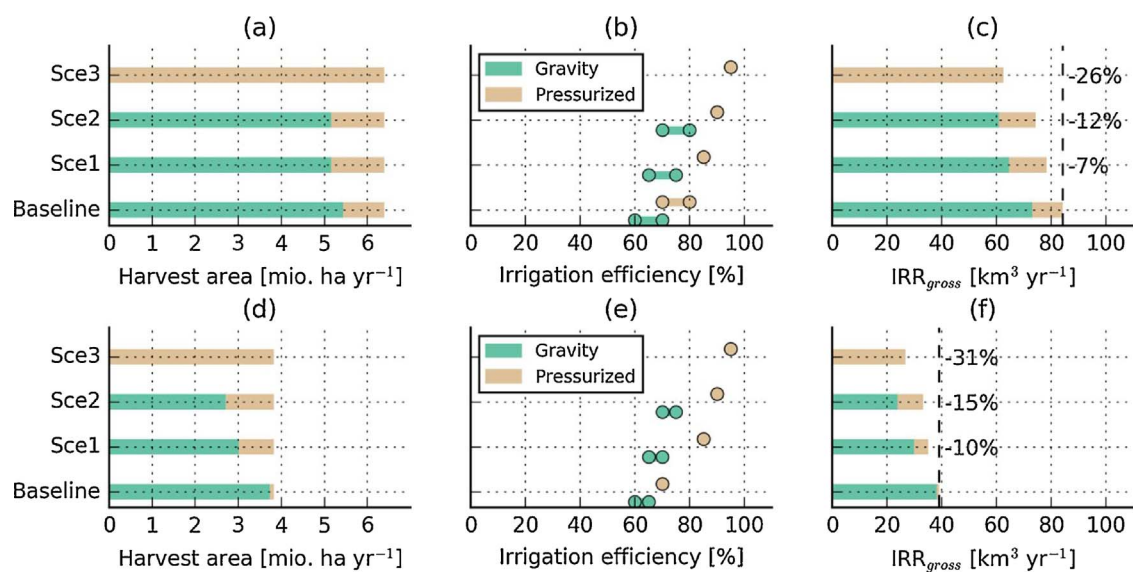 (a)
Sce3
Sce2
Sce1
Baseline
0 1 2 3 4 5 6
Harvest area [mio. ha yr⁻¹]
(b)
Gravity
Pressurized
0 20 40 60 80 100
Irrigation efficiency [%]
(c)
-26%
-12%
-7%
0 20 40 60 80 100
IRR_gross [km³ yr⁻¹]
(d)
Sce3
Sce2
Sce1
Baseline
0 1 2 3 4 5 6
Harvest area [mio. ha yr⁻¹]
(e)
Gravity
Pressurized
0 20 40 60 80 100
Irrigation efficiency [%]
(f)
-31%
-15%
-10%
0 20 40 60 80 100
IRR_gross [km³ yr⁻¹]